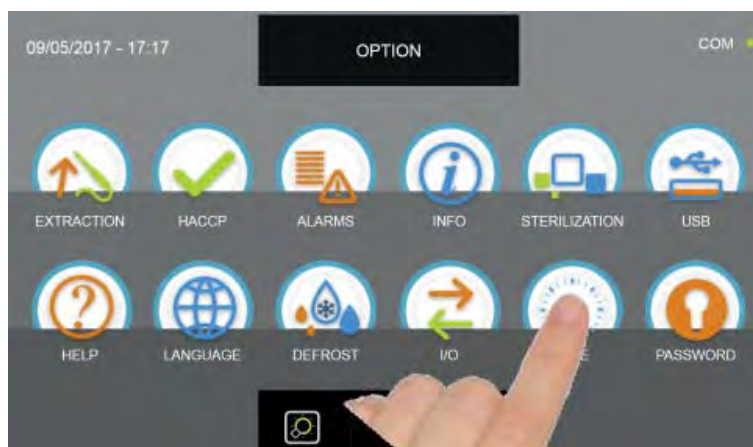 09/05/2017 - 17:17 OPTION COM
EXTRACTION HACCP ALARMS INFO STERILIZATION USB
HELP LANGUAGE DEFROST I/O PASSWORD